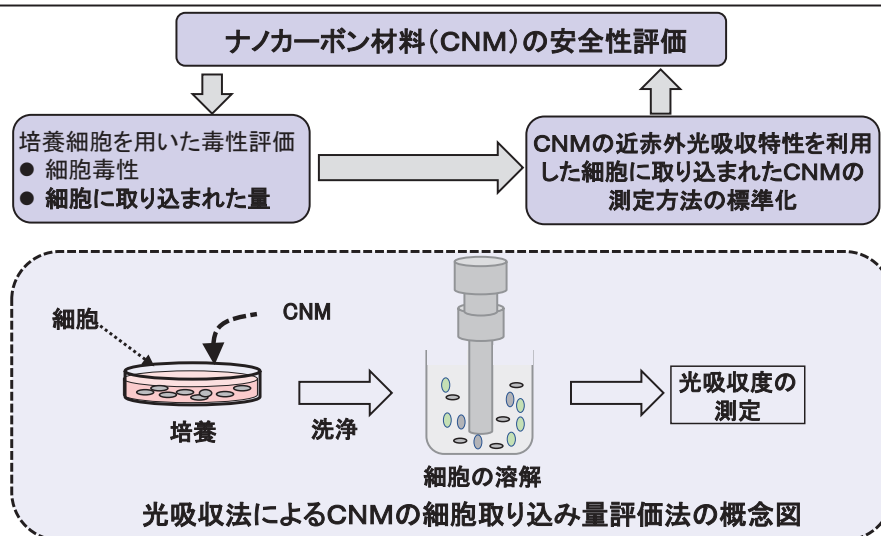 ナノカーボン材料(CNM)の安全性評価
培養細胞を用いた毒性評価
● 細胞毒性
● 細胞に取り込まれた量
CNMの近赤外光吸収特性を利用
した細胞に取り込まれたCNMの
測定方法の標準化
細胞
CNM
培養
洗浄
細胞の溶解
光吸収度の
測定
光吸収法によるCNMの細胞取り込み量評価法の概念図